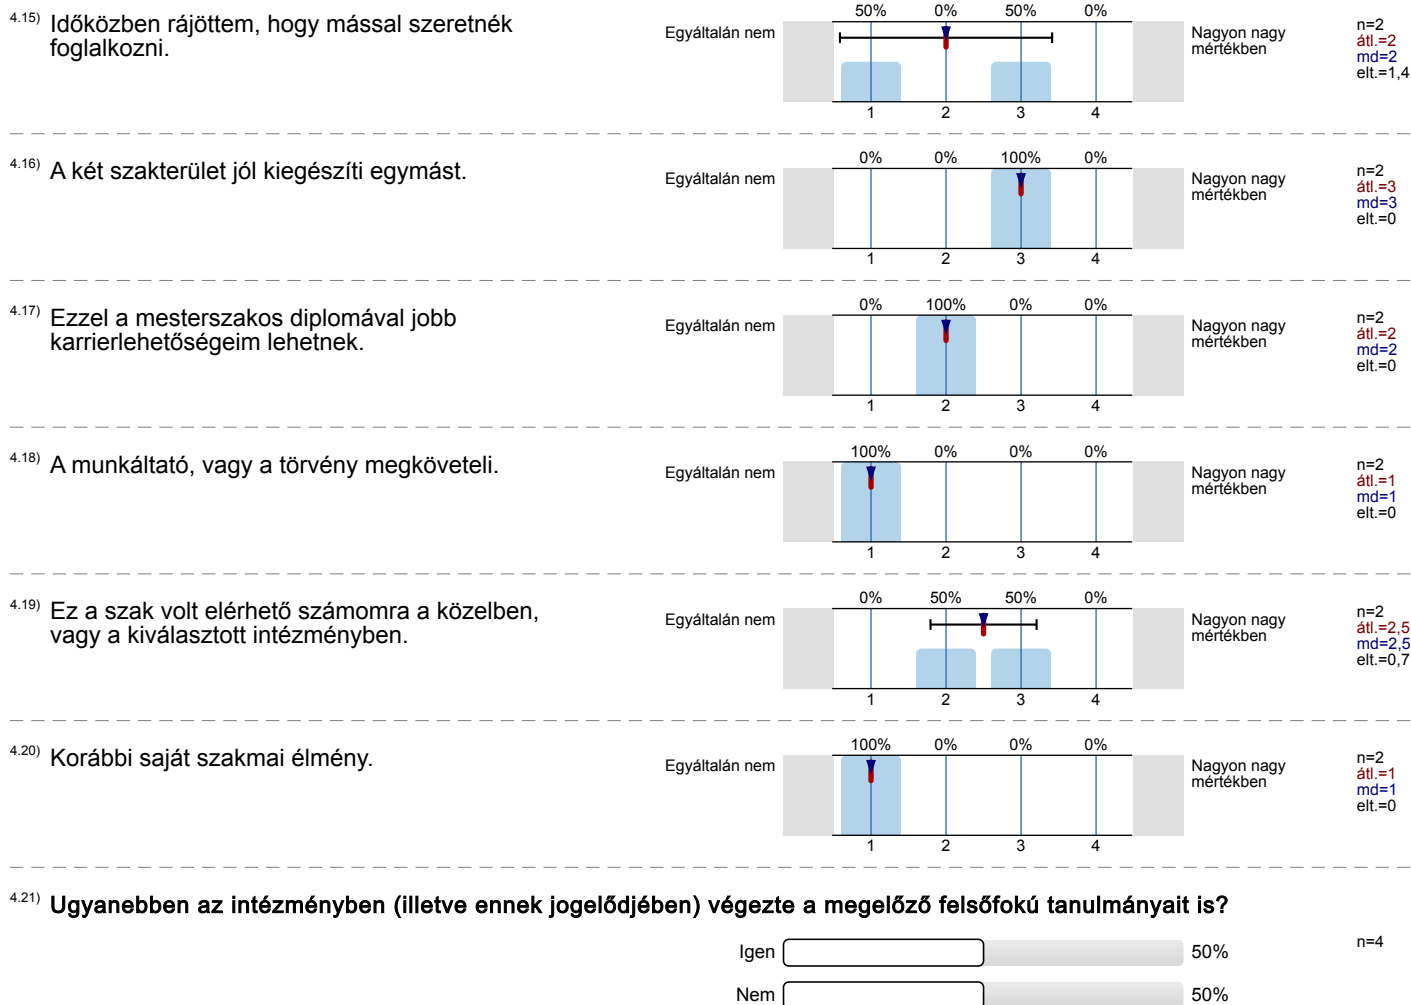 4.15) Időközben rájöttem, hogy mással szeretnék
foglalkozni.
50% 0% 50% 0%
Egyáltalán nem
Nagyon nagy
mértékben
n=2
átl.=2
md=2
elt.=1,4
1 2 3 4
4.16) A két szakterület jól kiegészíti egymást.
0% 0% 100% 0%
Egyáltalán nem
Nagyon nagy
mértékben
n=2
átl.=3
md=3
elt.=0
1 2 3 4
4.17) Ezzel a mesterszakos diplomával jobb
karrierlehetőségeim lehetnek.
0% 100% 0% 0%
Egyáltalán nem
Nagyon nagy
mértékben
n=2
átl.=2
md=2
elt.=0
1 2 3 4
4.18) A munkáltató, vagy a törvény megköveteli.
100% 0% 0% 0%
Egyáltalán nem
Nagyon nagy
mértékben
n=2
átl.=1
md=1
elt.=0
1 2 3 4
4.19) Ez a szak volt elérhető számomra a közelben,
vagy a kiválasztott intézményben.
0% 50% 50% 0%
Egyáltalán nem
Nagyon nagy
mértékben
n=2
átl.=2,5
md=2,5
elt.=0,7
1 2 3 4
4.20) Korábbi saját szakmai élmény.
100% 0% 0% 0%
Egyáltalán nem
Nagyon nagy
mértékben
n=2
átl.=1
md=1
elt.=0
1 2 3 4
4.21) Ugyanebben az intézményben (illetve ennek jogelődjében) végezte a megelőző felsőfokú tanulmányait is?
Igen 50% n=4
Nem 50%